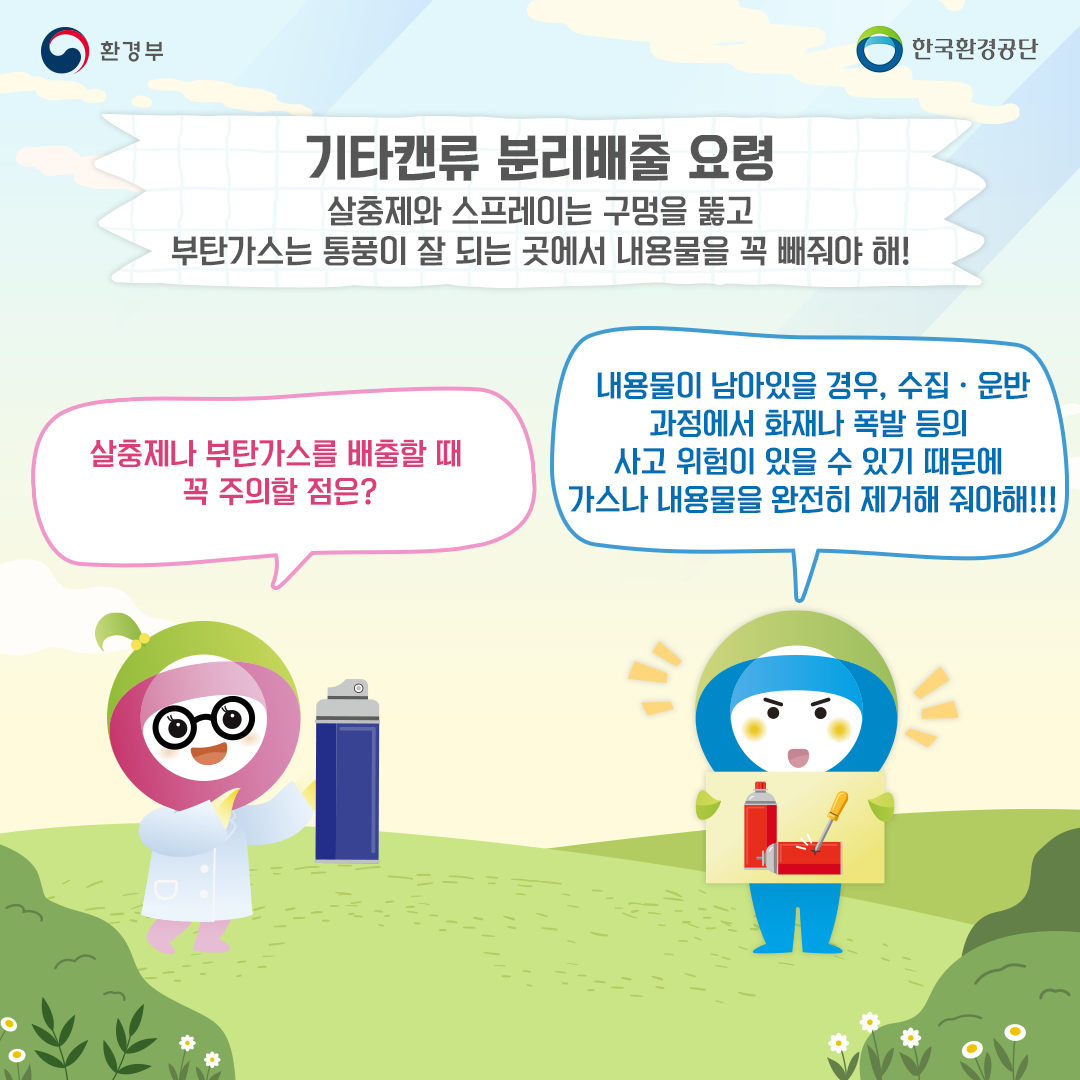 환경부
한국환경공단
기타캔류 분리배출 요령
살충제와 스프레이는 구멍을 뚫고
부탄가스는 통풍이 잘 되는 곳에서 내용물을 꼭 빼줘야 해!
살충제나 부탄가스를 배출할 때
꼭 주의할 점은?
내용물이 남아있을 경우, 수집·운반
과정에서 화재나 폭발 등의
사고 위험이 있을 수 있기 때문에
가스나 내용물을 완전히 제거해 줘야해!!!